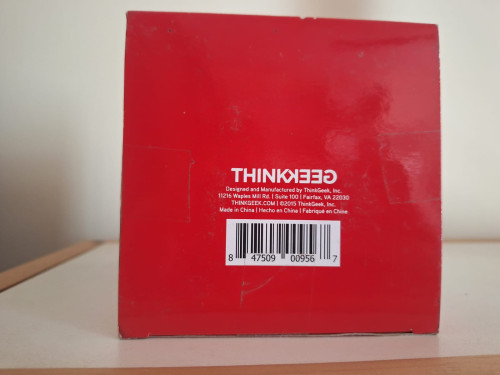 THINKGEEK
Designed and Manufactured by ThinkGeek, Inc.
11216 Waples Mill Rd. | Suite 100 | Fairfax, VA 22030
THINKGEEK.COM | ©2015 ThinkGeek, Inc.
Made in China | Hecho en China | Fabriqué en Chine
8 47509 00956 7